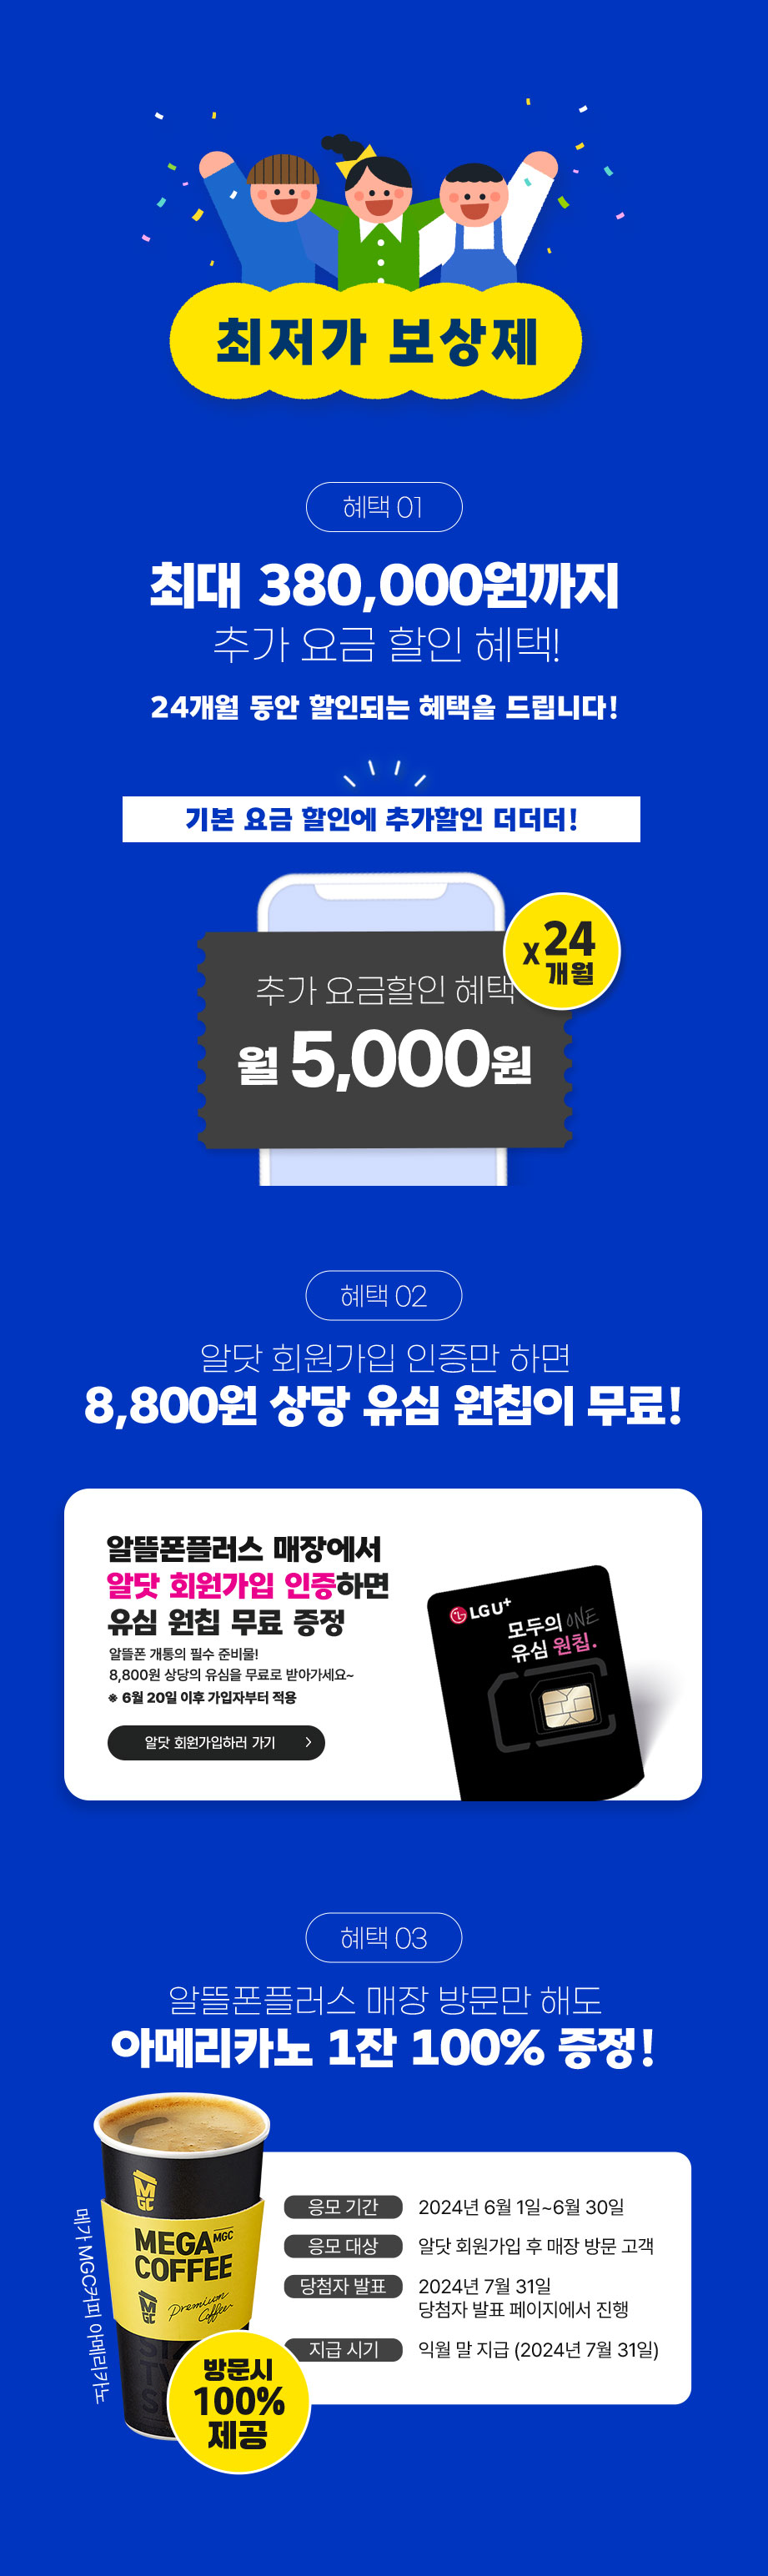 최저가 보상제
혜택 01
최대 380,000원까지
추가 요금 할인 혜택!
24개월 동안 할인되는 혜택을 드립니다!
기본 요금 할인에 추가할인 더더더!
x24
개월
추가 요금할인 혜택
월 5,000원
혜택 02
알닷 회원가입 인증만 하면
8,800원 상당 유심 원칩이 무료!
알뜰폰플러스 매장에서
알닷 회원가입 인증하면
유심 원칩 무료 증정
알뜰폰 개통의 필수 준비물!
8,800원 상당의 유심을 무료로 받아가세요~
※ 6월 20일 이후 가입자부터 적용
알닷 회원가입하러 가기 >
LG U+
모두의 ONE
유심 원칩.
혜택 03
알뜰폰플러스 매장 방문만 해도
아메리카노 1잔 100% 증정!
MGC
MEGA MGC
COFFEE
MGC
Premium
Coffee
메가MGC커피 아메리카노
방문시
100%
제공
응모 기간 2024년 6월 1일~6월 30일
응모 대상 알닷 회원가입 후 매장 방문 고객
당첨자 발표 2024년 7월 31일
당첨자 발표 페이지에서 진행
지급 시기 익월 말 지급 (2024년 7월 31일)